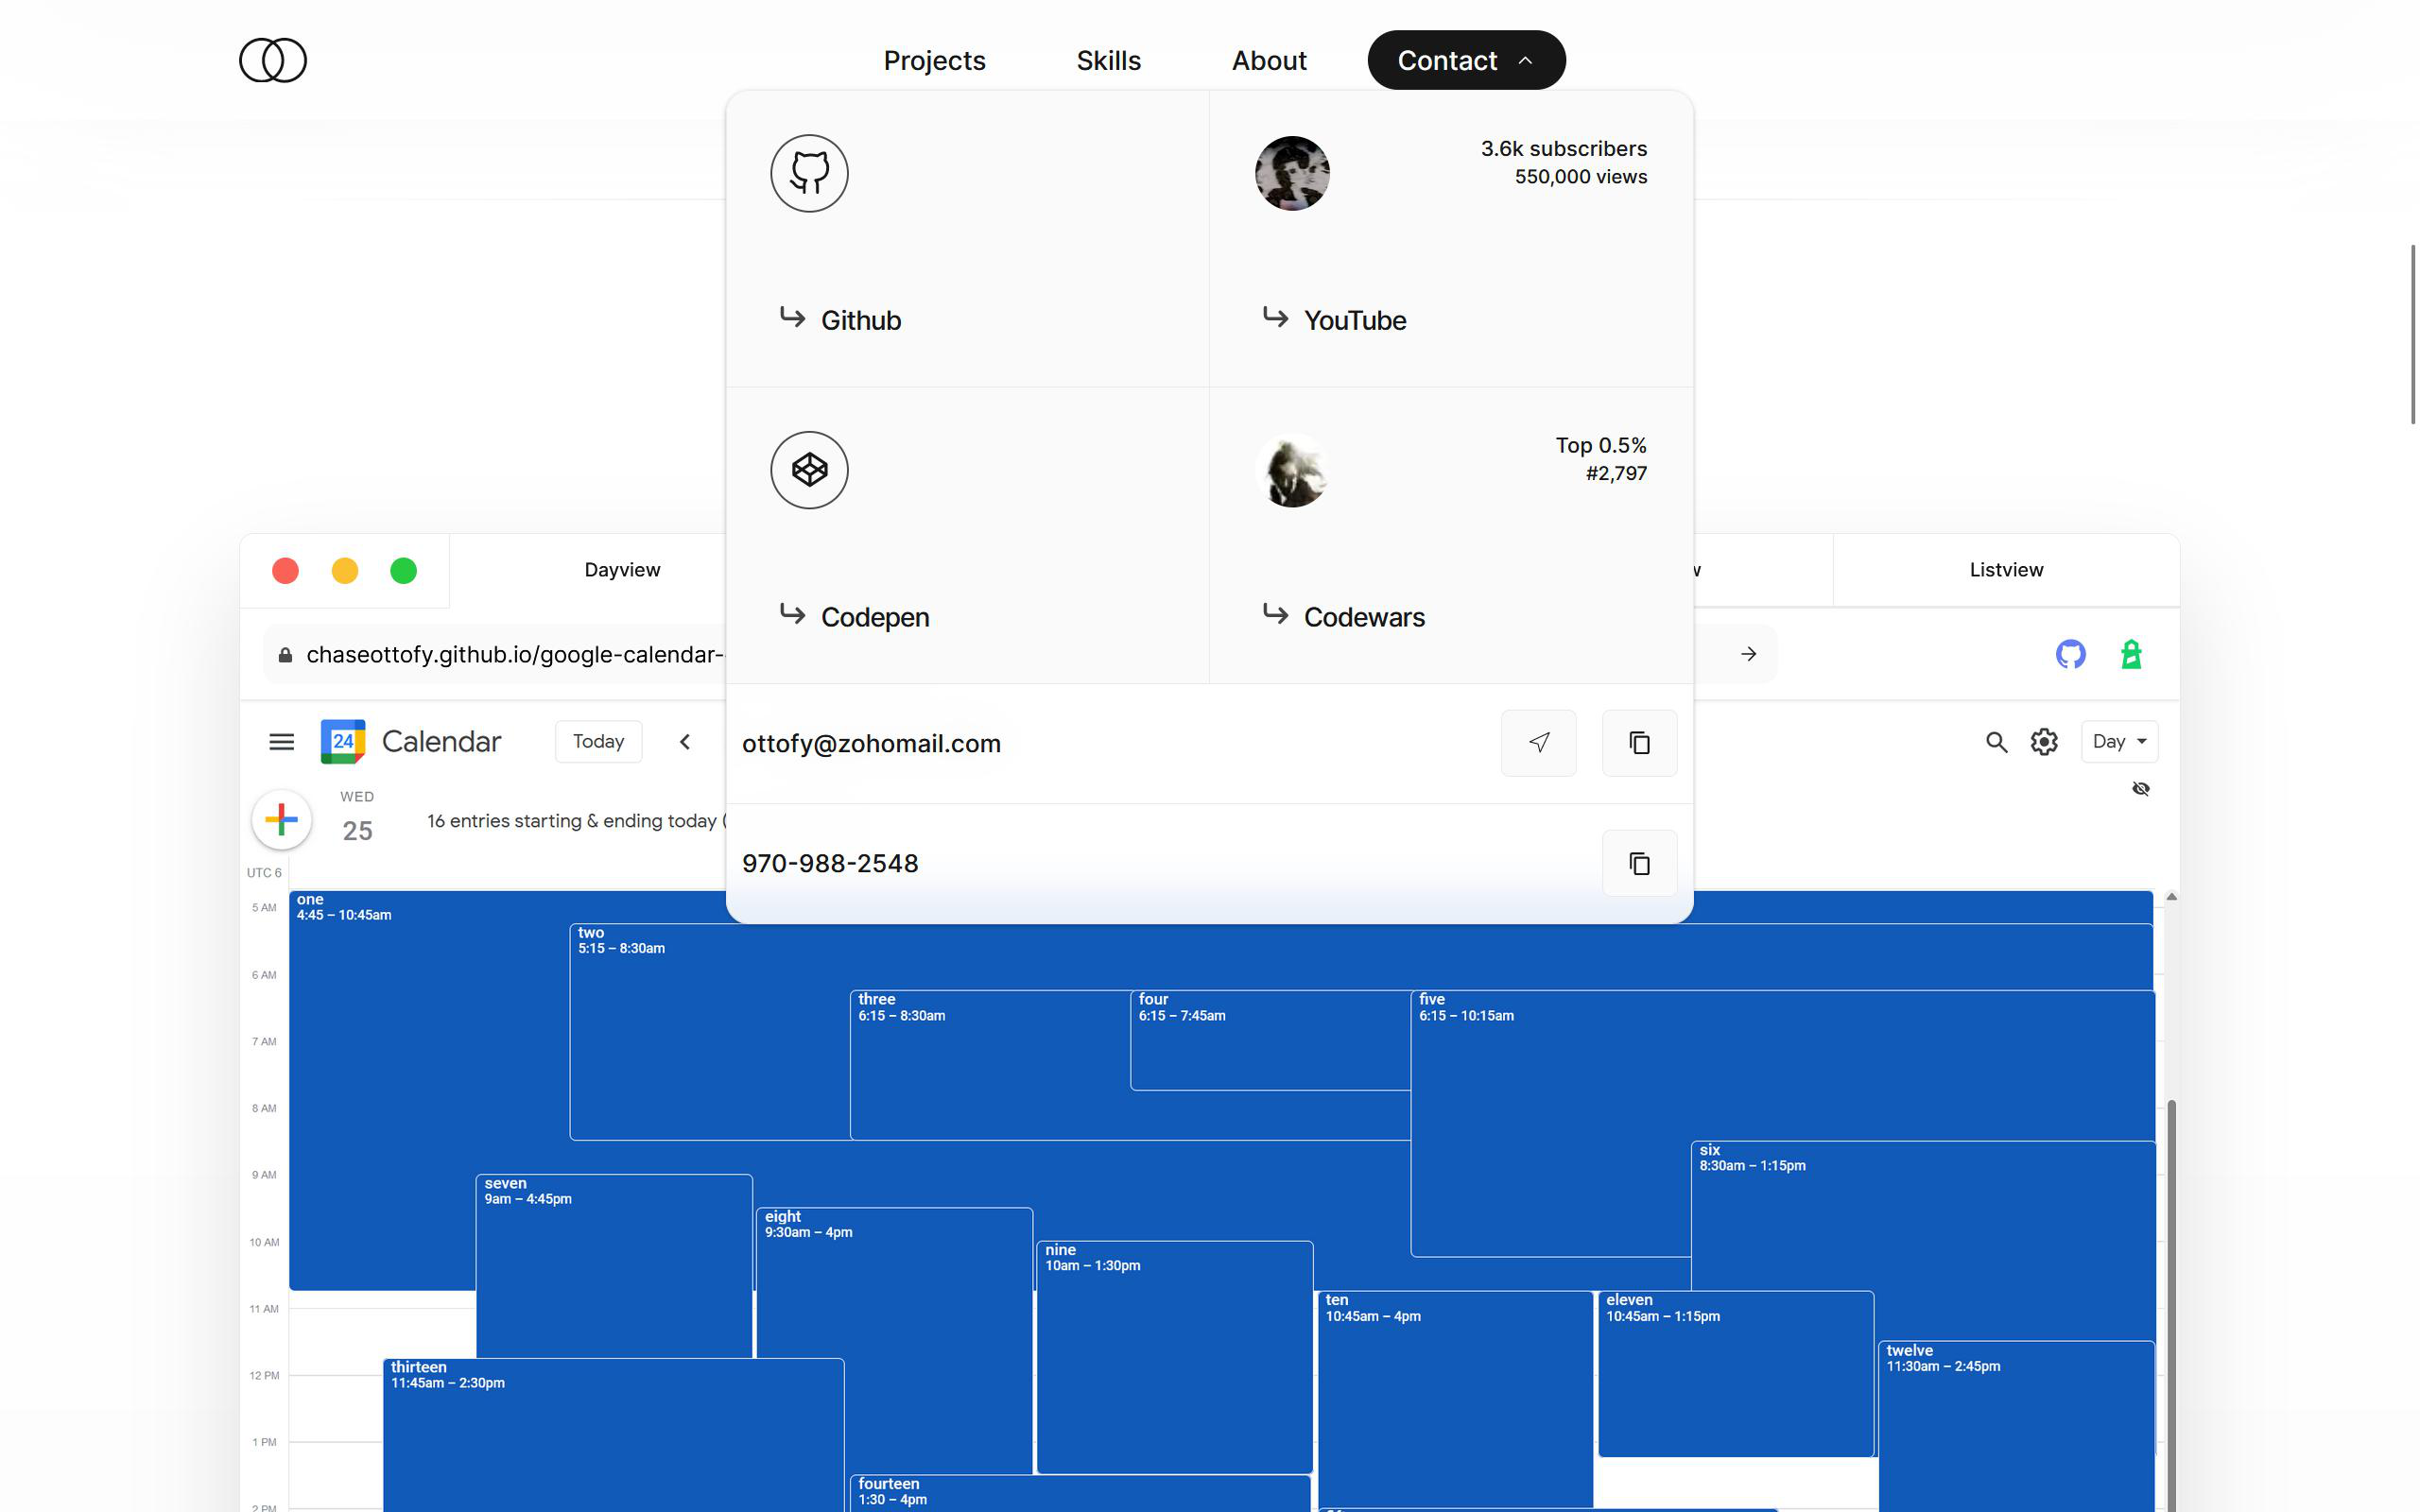 Projects
Skills
About
Contact
3.6k subscribers
550,000 views
Github
YouTube
Top 0.5%
#2,797
Codepen
Codewars
ottofy@zohomail.com
970-988-2548
Dayview
Listview
chaseottofy.github.io/google-calendar-
24
Calendar
Today
Day
WED
25
16 entries starting & ending today (
UTC 6
5 AM
6 AM
7 AM
8 AM
9 AM
10 AM
11 AM
12 PM
1 PM
2 PM
one
4:45 – 10:45am
two
5:15 – 8:30am
three
6:15 – 8:30am
four
6:15 – 7:45am
five
6:15 – 10:15am
six
8:30am – 1:15pm
seven
9am – 4:45pm
eight
9:30am – 4pm
nine
10am – 1:30pm
ten
10:45am – 4pm
eleven
10:45am – 1:15pm
twelve
11:30am – 2:45pm
thirteen
11:45am – 2:30pm
fourteen
1:30 – 4pm